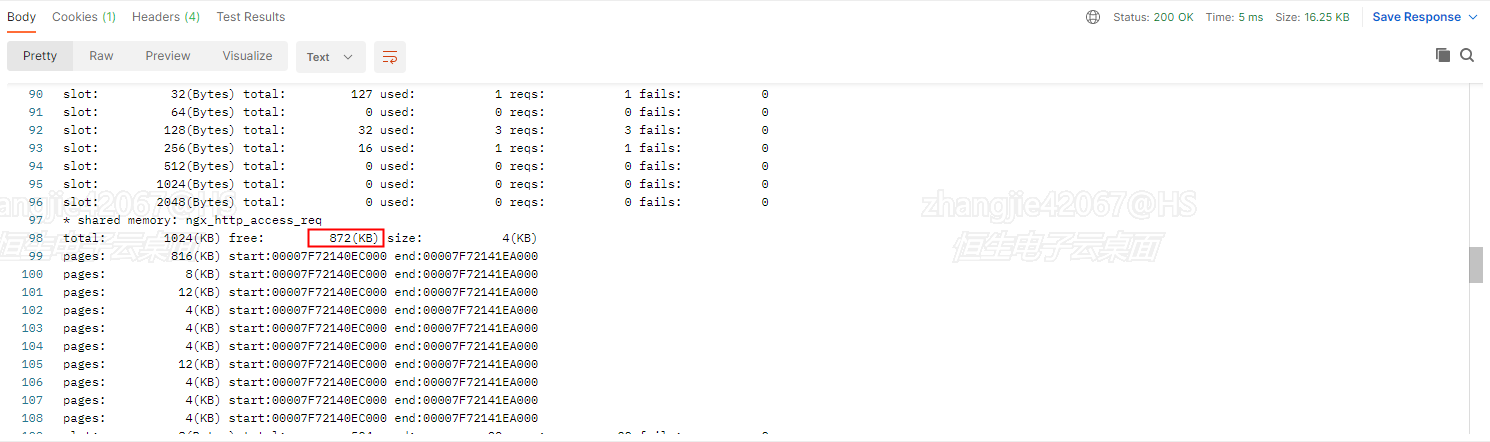 Body Cookies (1) Headers (4) Test Results Status: 200 OK Time: 5 ms Size: 16.25 KB Save Response
Pretty Raw Preview Visualize Text
90 slot: 32(Bytes) total: 127 used: 1 reqs: 1 fails: 0
91 slot: 64(Bytes) total: 0 used: 0 reqs: 0 fails: 0
92 slot: 128(Bytes) total: 32 used: 3 reqs: 3 fails: 0
93 slot: 256(Bytes) total: 16 used: 1 reqs: 1 fails: 0
94 slot: 512(Bytes) total: 0 used: 0 reqs: 0 fails: 0
95 slot: 1024(Bytes) total: 0 used: 0 reqs: 0 fails: 0
96 slot: 2048(Bytes) total: 0 used: 0 reqs: 0 fails: 0
angjie42067@HS
zhangjie42067@HS
97 * shared memory: ngx_http_access_req
98 total: 1024(KB) free: 872(KB) size: 4(KB)
恒生电子云桌面
恒生电子云桌面
99 pages: 816(KB) start:00007F72140EC000 end:00007F72141EA000
100 pages: 8(KB) start:00007F72140EC000 end:00007F72141EA000
101 pages: 12(KB) start:00007F72140EC000 end:00007F72141EA000
102 pages: 4(KB) start:00007F72140EC000 end:00007F72141EA000
103 pages: 4(KB) start:00007F72140EC000 end:00007F72141EA000
104 pages: 4(KB) start:00007F72140EC000 end:00007F72141EA000
105 pages: 12(KB) start:00007F72140EC000 end:00007F72141EA000
106 pages: 4(KB) start:00007F72140EC000 end:00007F72141EA000
107 pages: 4(KB) start:00007F72140EC000 end:00007F72141EA000
108 pages: 4(KB) start:00007F72140EC000 end:00007F72141EA000